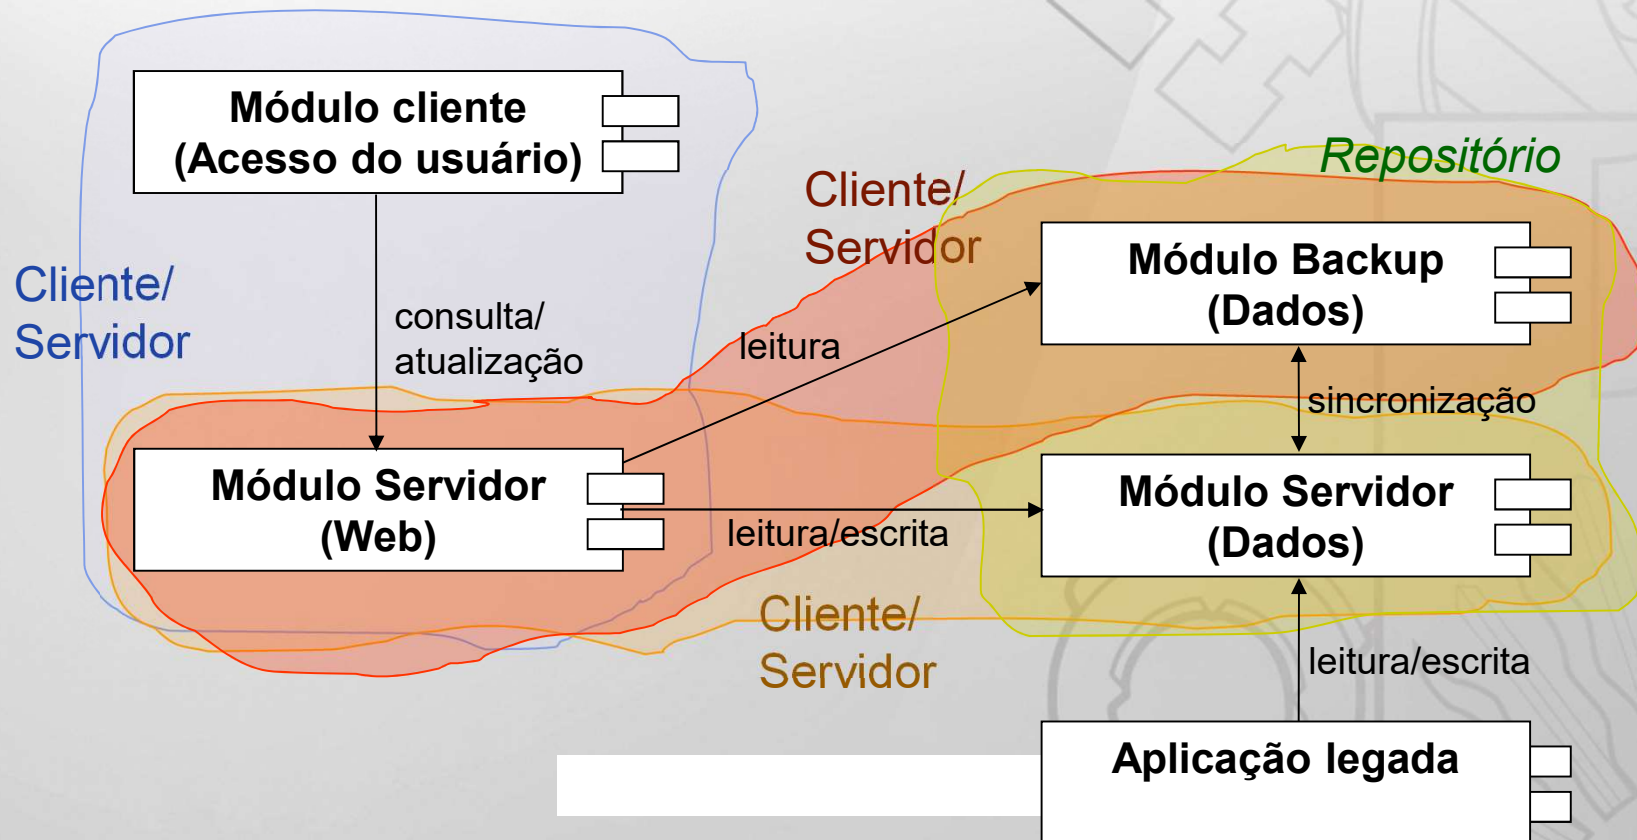 Módulo cliente
(Acesso do usuário)
Repositório
Cliente/
Servidor
Módulo Backup
(Dados)
Cliente/
Servidor
consulta/
atualização
leitura
sincronização
Módulo Servidor
(Web)
leitura/escrita
Módulo Servidor
(Dados)
Cliente/
Servidor
leitura/escrita
Aplicação legada